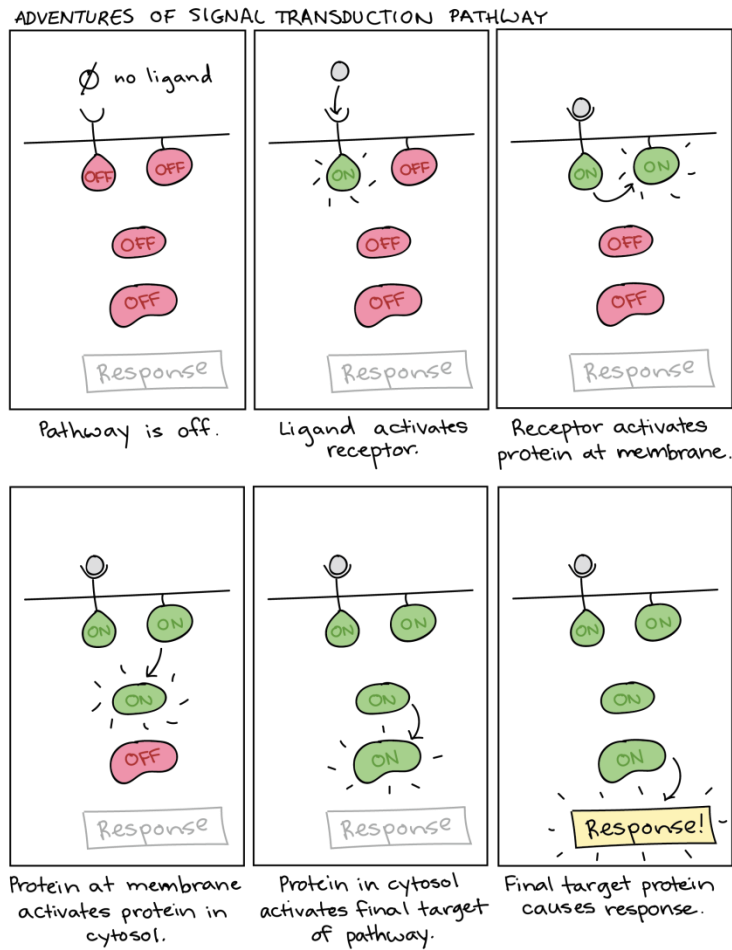 ADVENTURES OF SIGNAL TRANSDUCTION PATHWAY
no ligand
OFF
OFF
OFF
OFF
Response
Pathway is off.
ON
OFF
OFF
OFF
Response
Ligand activates
receptor.
ON
ON
OFF
OFF
Response
Receptor activates
protein at membrane.
ON
ON
ON
OFF
Response
Protein at membrane
activates protein in
cytosol.
ON
ON
ON
ON
Response
Protein in cytosol
activates final target
of pathway.
ON
ON
ON
ON
Response!
Final target protein
causes response.